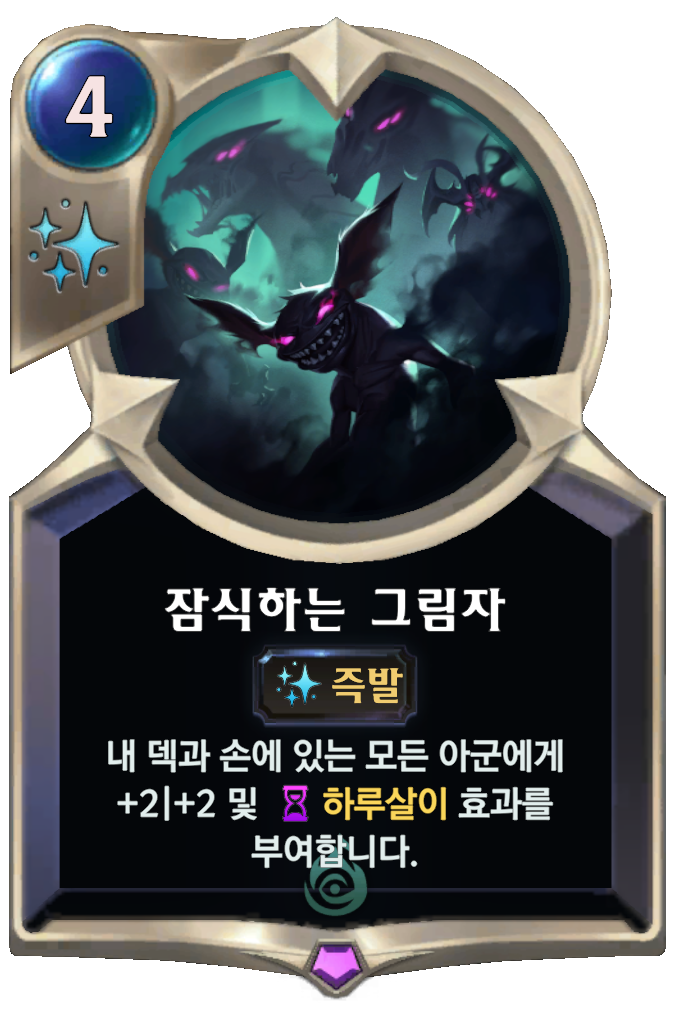 4
잠식하는 그림자
즉발
내 덱과 손에 있는 모든 아군에게
+2|+2 및 하루살이 효과를
부여합니다.